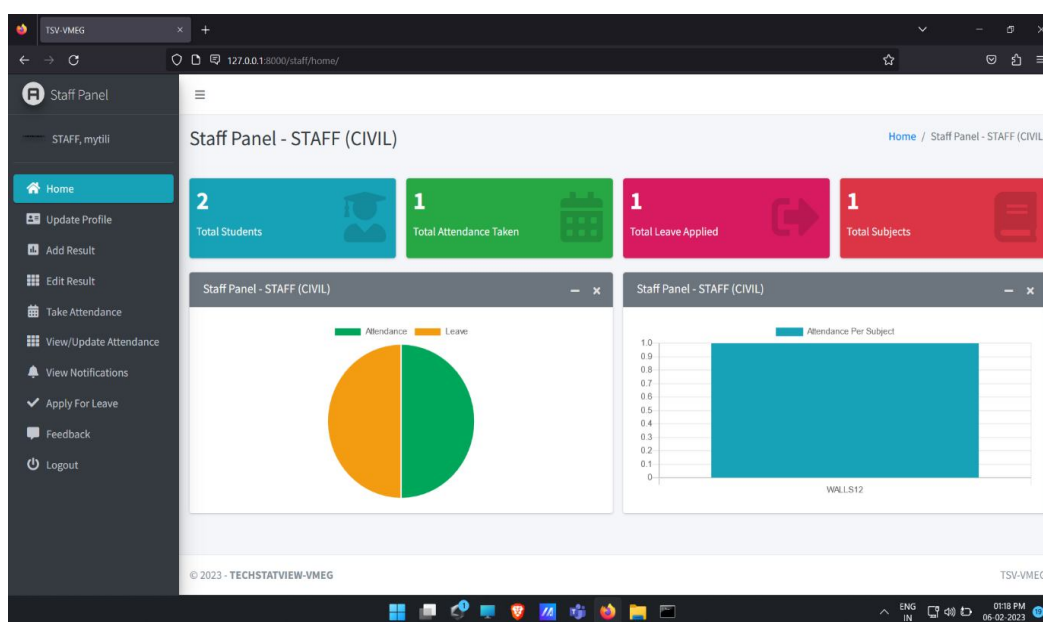 TSV-VMEG
127.0.0.1:8000/staff/home/
Staff Panel
STAFF, mytili
Home
Update Profile
Add Result
Edit Result
Take Attendance
View/Update Attendance
View Notifications
Apply For Leave
Feedback
Logout
Staff Panel - STAFF (CIVIL)
Home / Staff Panel - STAFF (CIVIL
2
Total Students
1
Total Attendance Taken
1
Total Leave Applied
1
Total Subjects
Staff Panel - STAFF (CIVIL)
Attendance Leave
Staff Panel - STAFF (CIVIL)
Attendance Per Subject
1.0
0.9
0.8
0.7
0.6
0.5
0.4
0.3
0.2
0.1
0
WALLS12
© 2023 - TECHSTATVIEW-VMEG
TSV-VMEG
ENG
IN
01:18 PM
06-02-2023